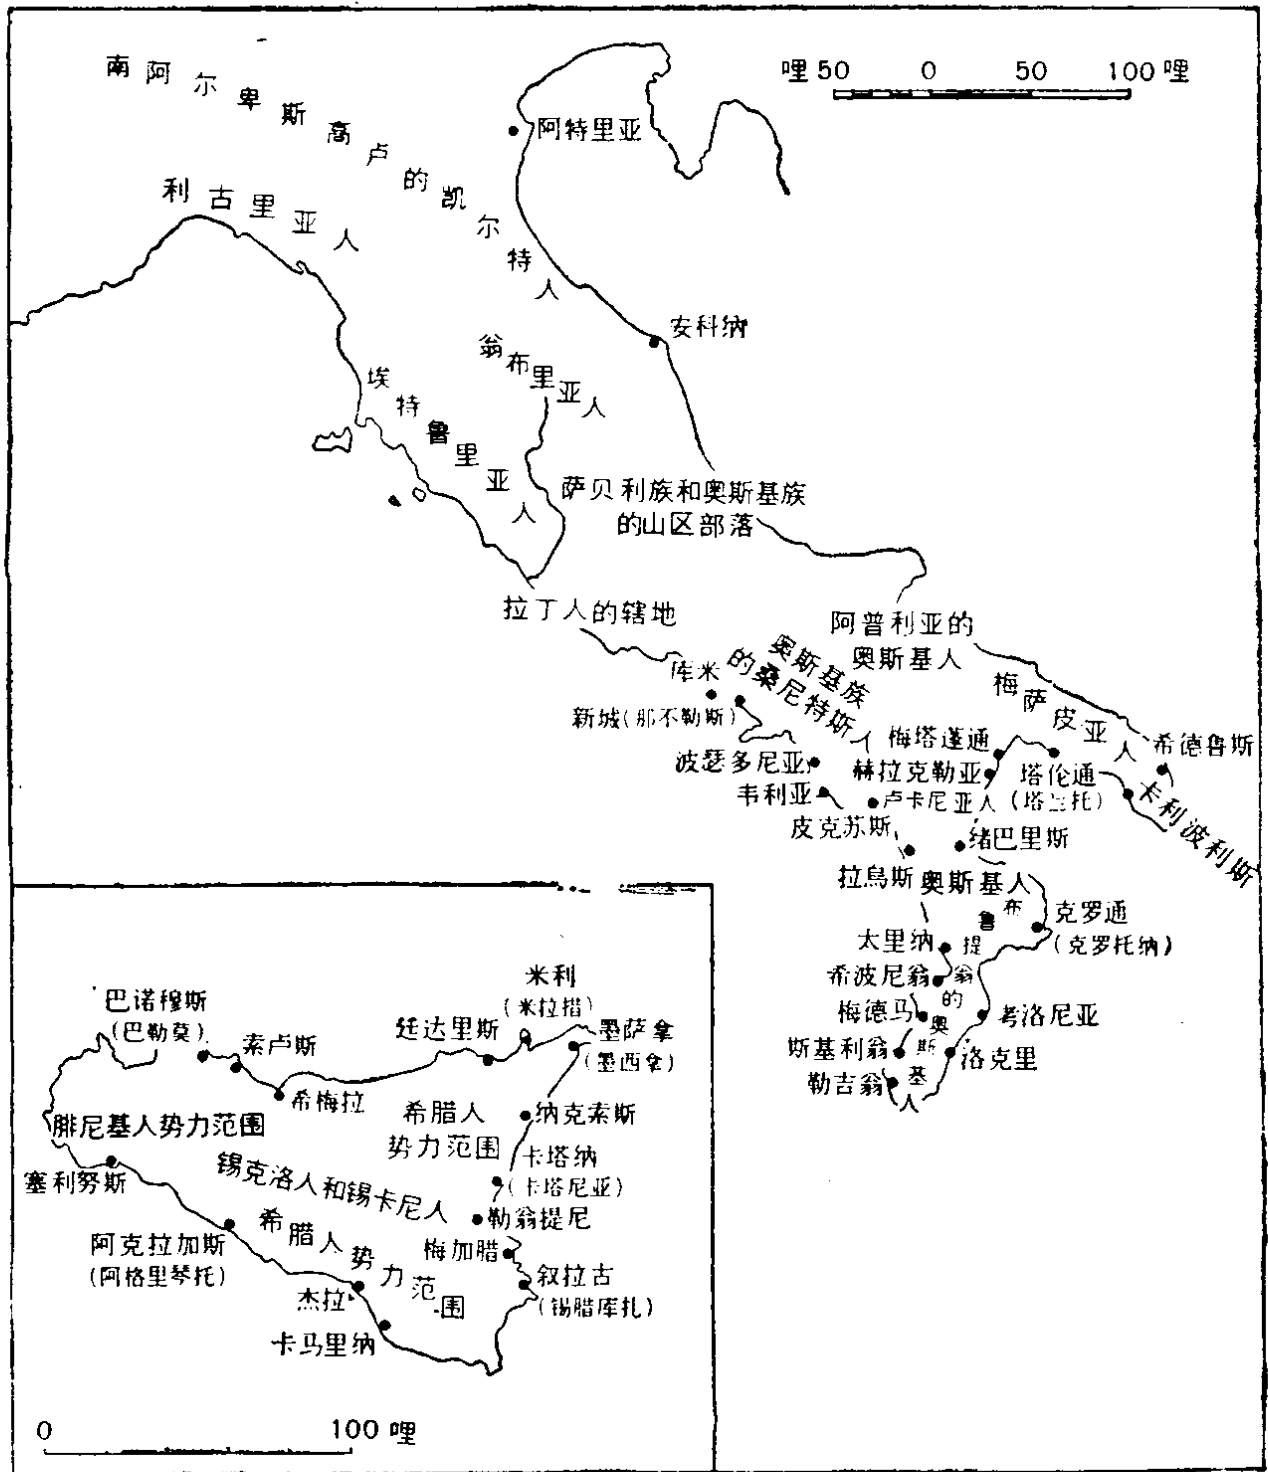 哩 50 0 50 100 哩
南阿尔卑斯高卢的凯尔特人
阿特里亚
利古里亚人
安科纳
翁布里亚人
埃特鲁里亚人
萨贝利族和奥斯基族
的山区部落
拉丁人的辖地
阿普利亚的
奥斯基人
奥斯基族
的桑尼特斯人
库米
新城(那不勒斯)
梅萨皮亚人
希德鲁斯
梅塔蓬通
波瑟多尼亚
赫拉克勒亚
塔伦通
(塔兰托)
韦利亚
卢卡尼亚人
卡利波利斯
皮克苏斯
绪巴里斯
拉鳥斯
奥斯基人
布鲁提翁的奥斯基人
克罗通
(克罗托纳)
太里纳
希波尼翁
梅德马
考洛尼亚
斯基利翁
洛克里
勒吉翁
米利
(米拉措)
巴诺穆斯
(巴勒莫)
索卢斯
廷达里斯
墨萨拿
(墨西拿)
希梅拉
希腊人
势力范围
纳克索斯
腓尼基人势力范围
卡塔纳
(卡塔尼亚)
塞利努斯
锡克洛人和锡卡尼人
勒翁提尼
希腊人势力范围
阿克拉加斯
(阿格里琴托)
梅加腊
叙拉古
(锡腊库扎)
杰拉
卡马里纳
0 100 哩